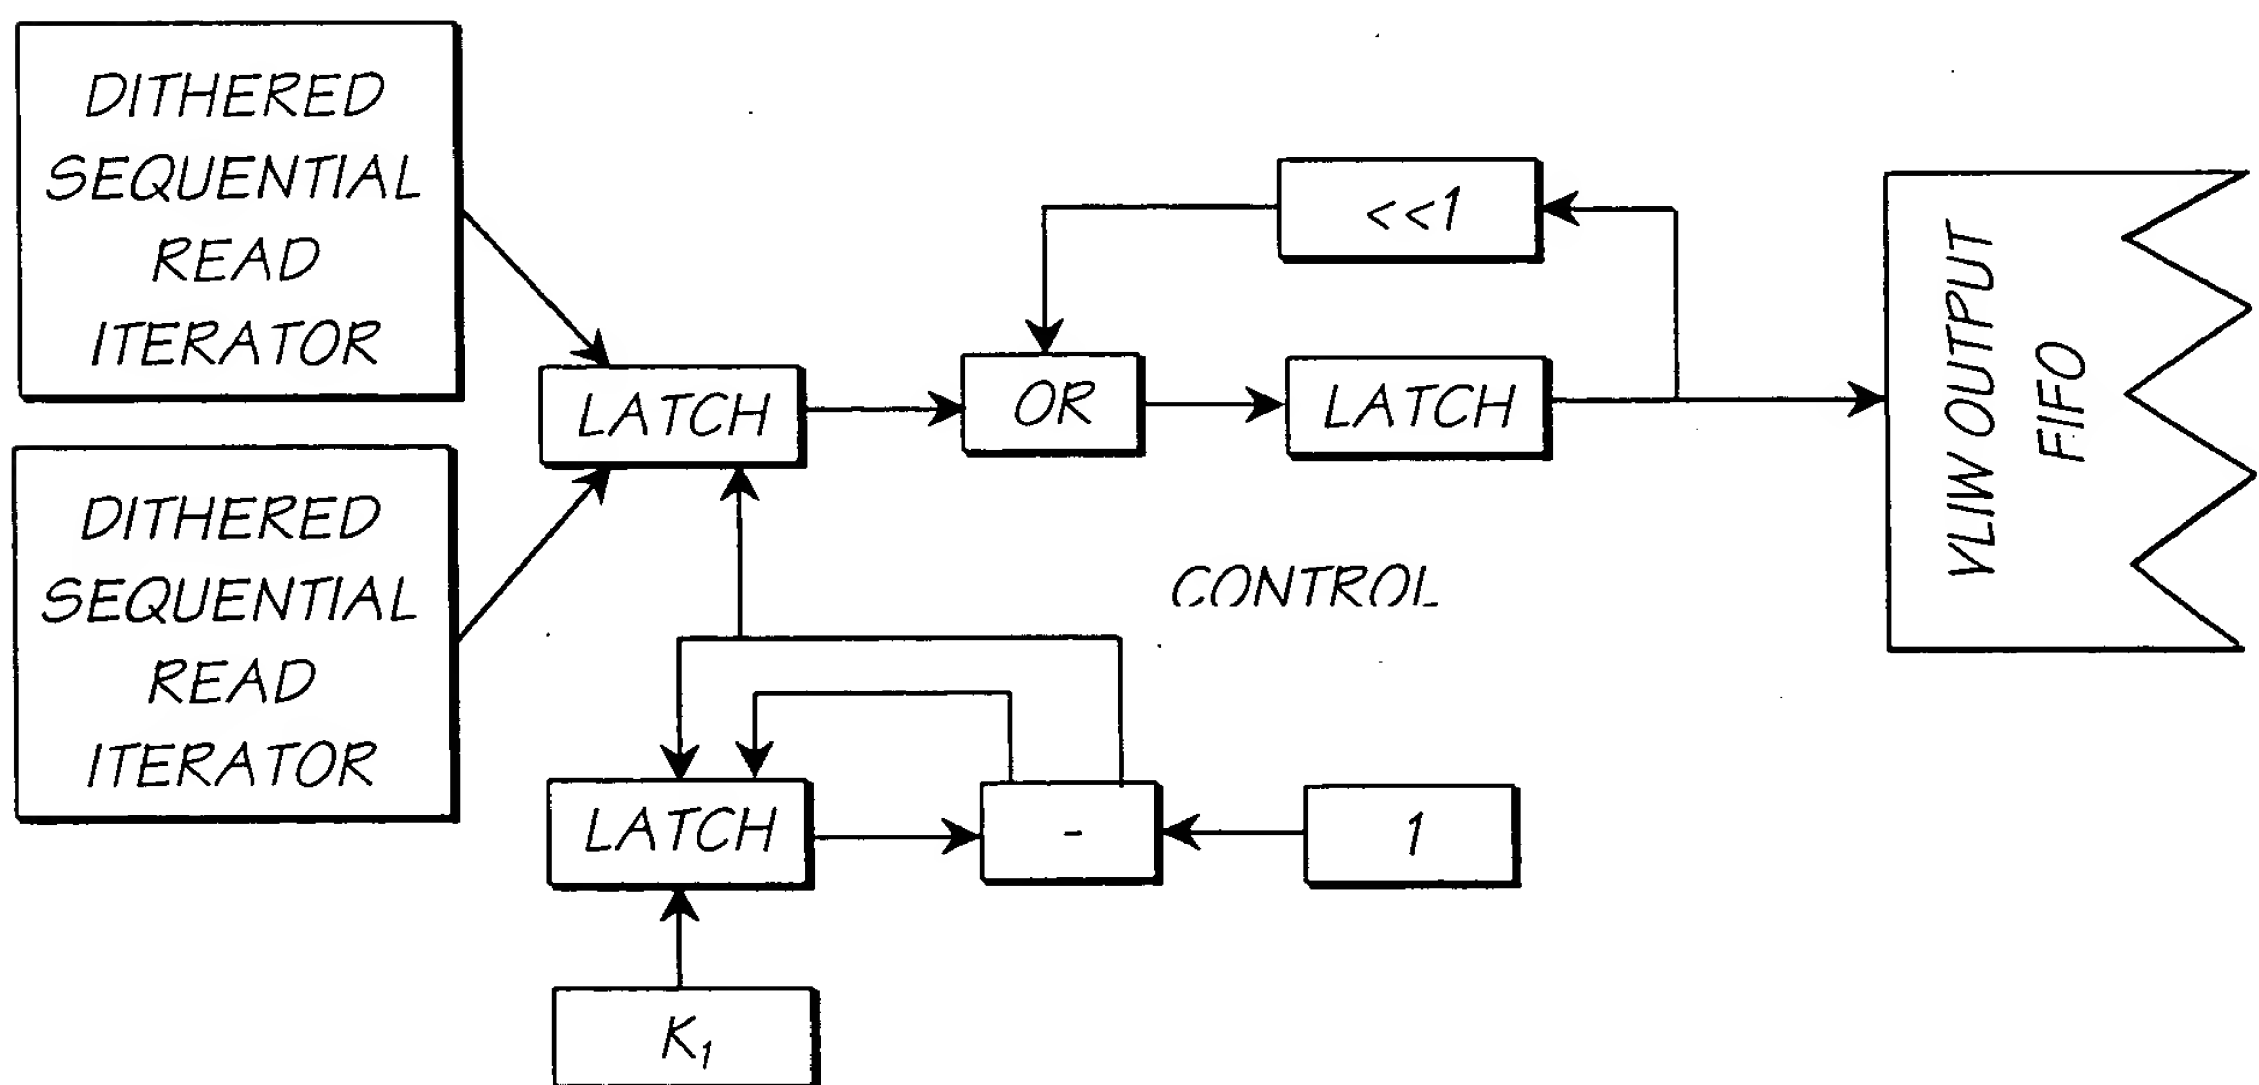 DITHERED
SEQUENTIAL
READ
ITERATOR
<<1
LATCH
OR
LATCH
VLIW OUTPUT
FIFO
DITHERED
SEQUENTIAL
READ
ITERATOR
CONTROL
LATCH
-
1
K₁